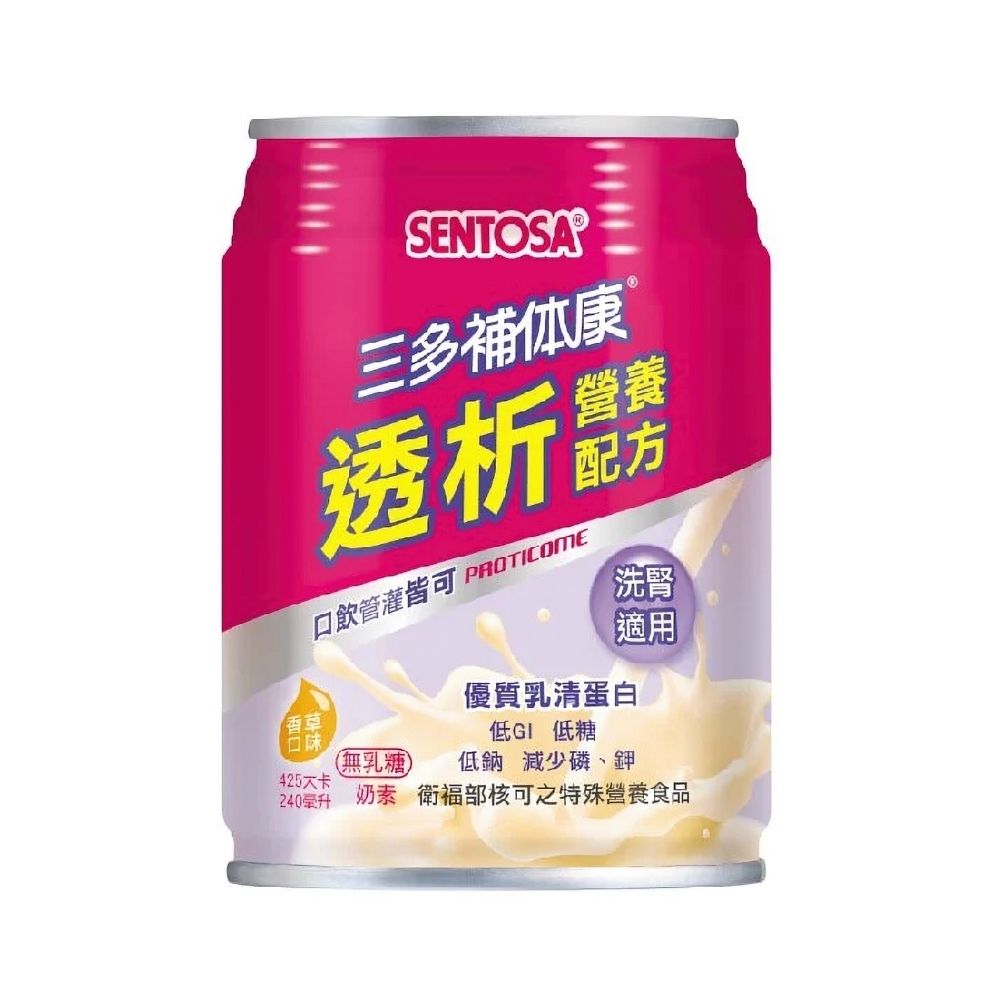 SENTOSA®
三多補体康®
透析營養配方
口飲管灌皆可 PROTICOME
洗腎
適用
優質乳清蛋白
低GI 低糖
低鈉 減少磷、鉀
衛福部核可之特殊營養食品
香草
口味
無乳糖
奶素
425大卡
240毫升